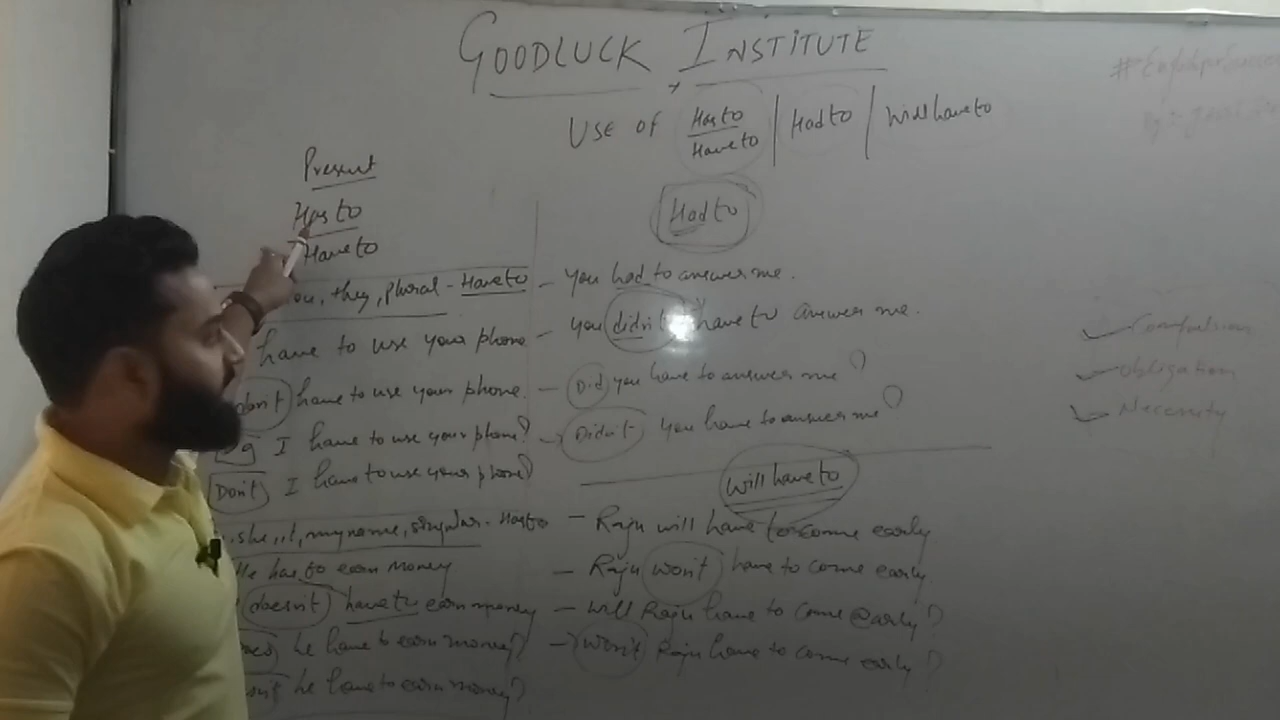 GOODLUCK INSTITUTE
USE OF Has to / Have to | Had to | Will have to
Present
Has to
Have to
they, plural - Have to
have to use your phone
don't have to use your phone.
I have to use your phone?
Don't I have to use your phone?
she, it, my name, singular - Has to
He has to earn money
doesn't have to earn money
he have to earn money?
he have to earn money?
Had to
- You had to answer me.
- You didn't have to answer me.
- Did you have to answer me?
→ Didn't you have to answer me?
Will have to
- Raju will have to come early
- Raju won't have to come early
- Will Raju have to come early?
→ Won't Raju have to come early?
Obligation
Necessity